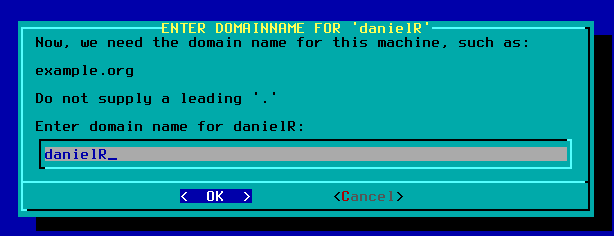 ENTER DOMAINNAME FOR 'danielR'
Now, we need the domain name for this machine, such as:
example.org
Do not supply a leading '.'
Enter domain name for danielR:
danielR_
< OK > <Cancel>